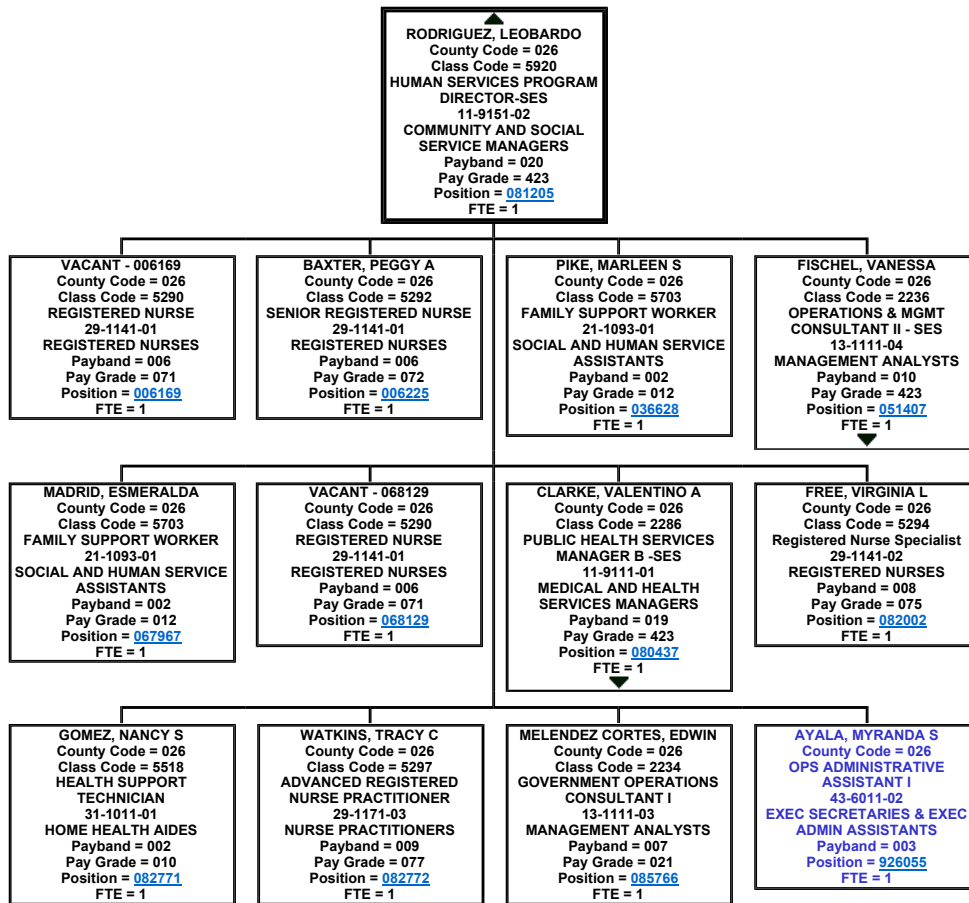 RODRIGUEZ, LEOBARDO
County Code = 026
Class Code = 5920
HUMAN SERVICES PROGRAM
DIRECTOR-SES
11-9151-02
COMMUNITY AND SOCIAL
SERVICE MANAGERS
Payband = 020
Pay Grade = 423
Position = 081205
FTE = 1
VACANT - 006169
County Code = 026
Class Code = 5290
REGISTERED NURSE
29-1141-01
REGISTERED NURSES
Payband = 006
Pay Grade = 071
Position = 006169
FTE = 1
BAXTER, PEGGY A
County Code = 026
Class Code = 5292
SENIOR REGISTERED NURSE
29-1141-01
REGISTERED NURSES
Payband = 006
Pay Grade = 072
Position = 006225
FTE = 1
PIKE, MARLEEN S
County Code = 026
Class Code = 5703
FAMILY SUPPORT WORKER
21-1093-01
SOCIAL AND HUMAN SERVICE
ASSISTANTS
Payband = 002
Pay Grade = 012
Position = 036628
FTE = 1
FISCHEL, VANESSA
County Code = 026
Class Code = 2236
OPERATIONS & MGMT
CONSULTANT II - SES
13-1111-04
MANAGEMENT ANALYSTS
Payband = 010
Pay Grade = 423
Position = 051407
FTE = 1
MADRID, ESMERALDA
County Code = 026
Class Code = 5703
FAMILY SUPPORT WORKER
21-1093-01
SOCIAL AND HUMAN SERVICE
ASSISTANTS
Payband = 002
Pay Grade = 012
Position = 067967
FTE = 1
VACANT - 068129
County Code = 026
Class Code = 5290
REGISTERED NURSE
29-1141-01
REGISTERED NURSES
Payband = 006
Pay Grade = 071
Position = 068129
FTE = 1
CLARKE, VALENTINO A
County Code = 026
Class Code = 2286
PUBLIC HEALTH SERVICES
MANAGER B -SES
11-9111-01
MEDICAL AND HEALTH
SERVICES MANAGERS
Payband = 019
Pay Grade = 423
Position = 080437
FTE = 1
FREE, VIRGINIA L
County Code = 026
Class Code = 5294
Registered Nurse Specialist
29-1141-02
REGISTERED NURSES
Payband = 008
Pay Grade = 075
Position = 082002
FTE = 1
GOMEZ, NANCY S
County Code = 026
Class Code = 5518
HEALTH SUPPORT
TECHNICIAN
31-1011-01
HOME HEALTH AIDES
Payband = 002
Pay Grade = 010
Position = 082771
FTE = 1
WATKINS, TRACY C
County Code = 026
Class Code = 5297
ADVANCED REGISTERED
NURSE PRACTITIONER
29-1171-03
NURSE PRACTITIONERS
Payband = 009
Pay Grade = 077
Position = 082772
FTE = 1
MELENDEZ CORTES, EDWIN
County Code = 026
Class Code = 2234
GOVERNMENT OPERATIONS
CONSULTANT I
13-1111-03
MANAGEMENT ANALYSTS
Payband = 007
Pay Grade = 021
Position = 085766
FTE = 1
AYALA, MYRANDA S
County Code = 026
OPS ADMINISTRATIVE
ASSISTANT I
43-6011-02
EXEC SECRETARIES & EXEC
ADMIN ASSISTANTS
Payband = 003
Position = 926055
FTE = 1